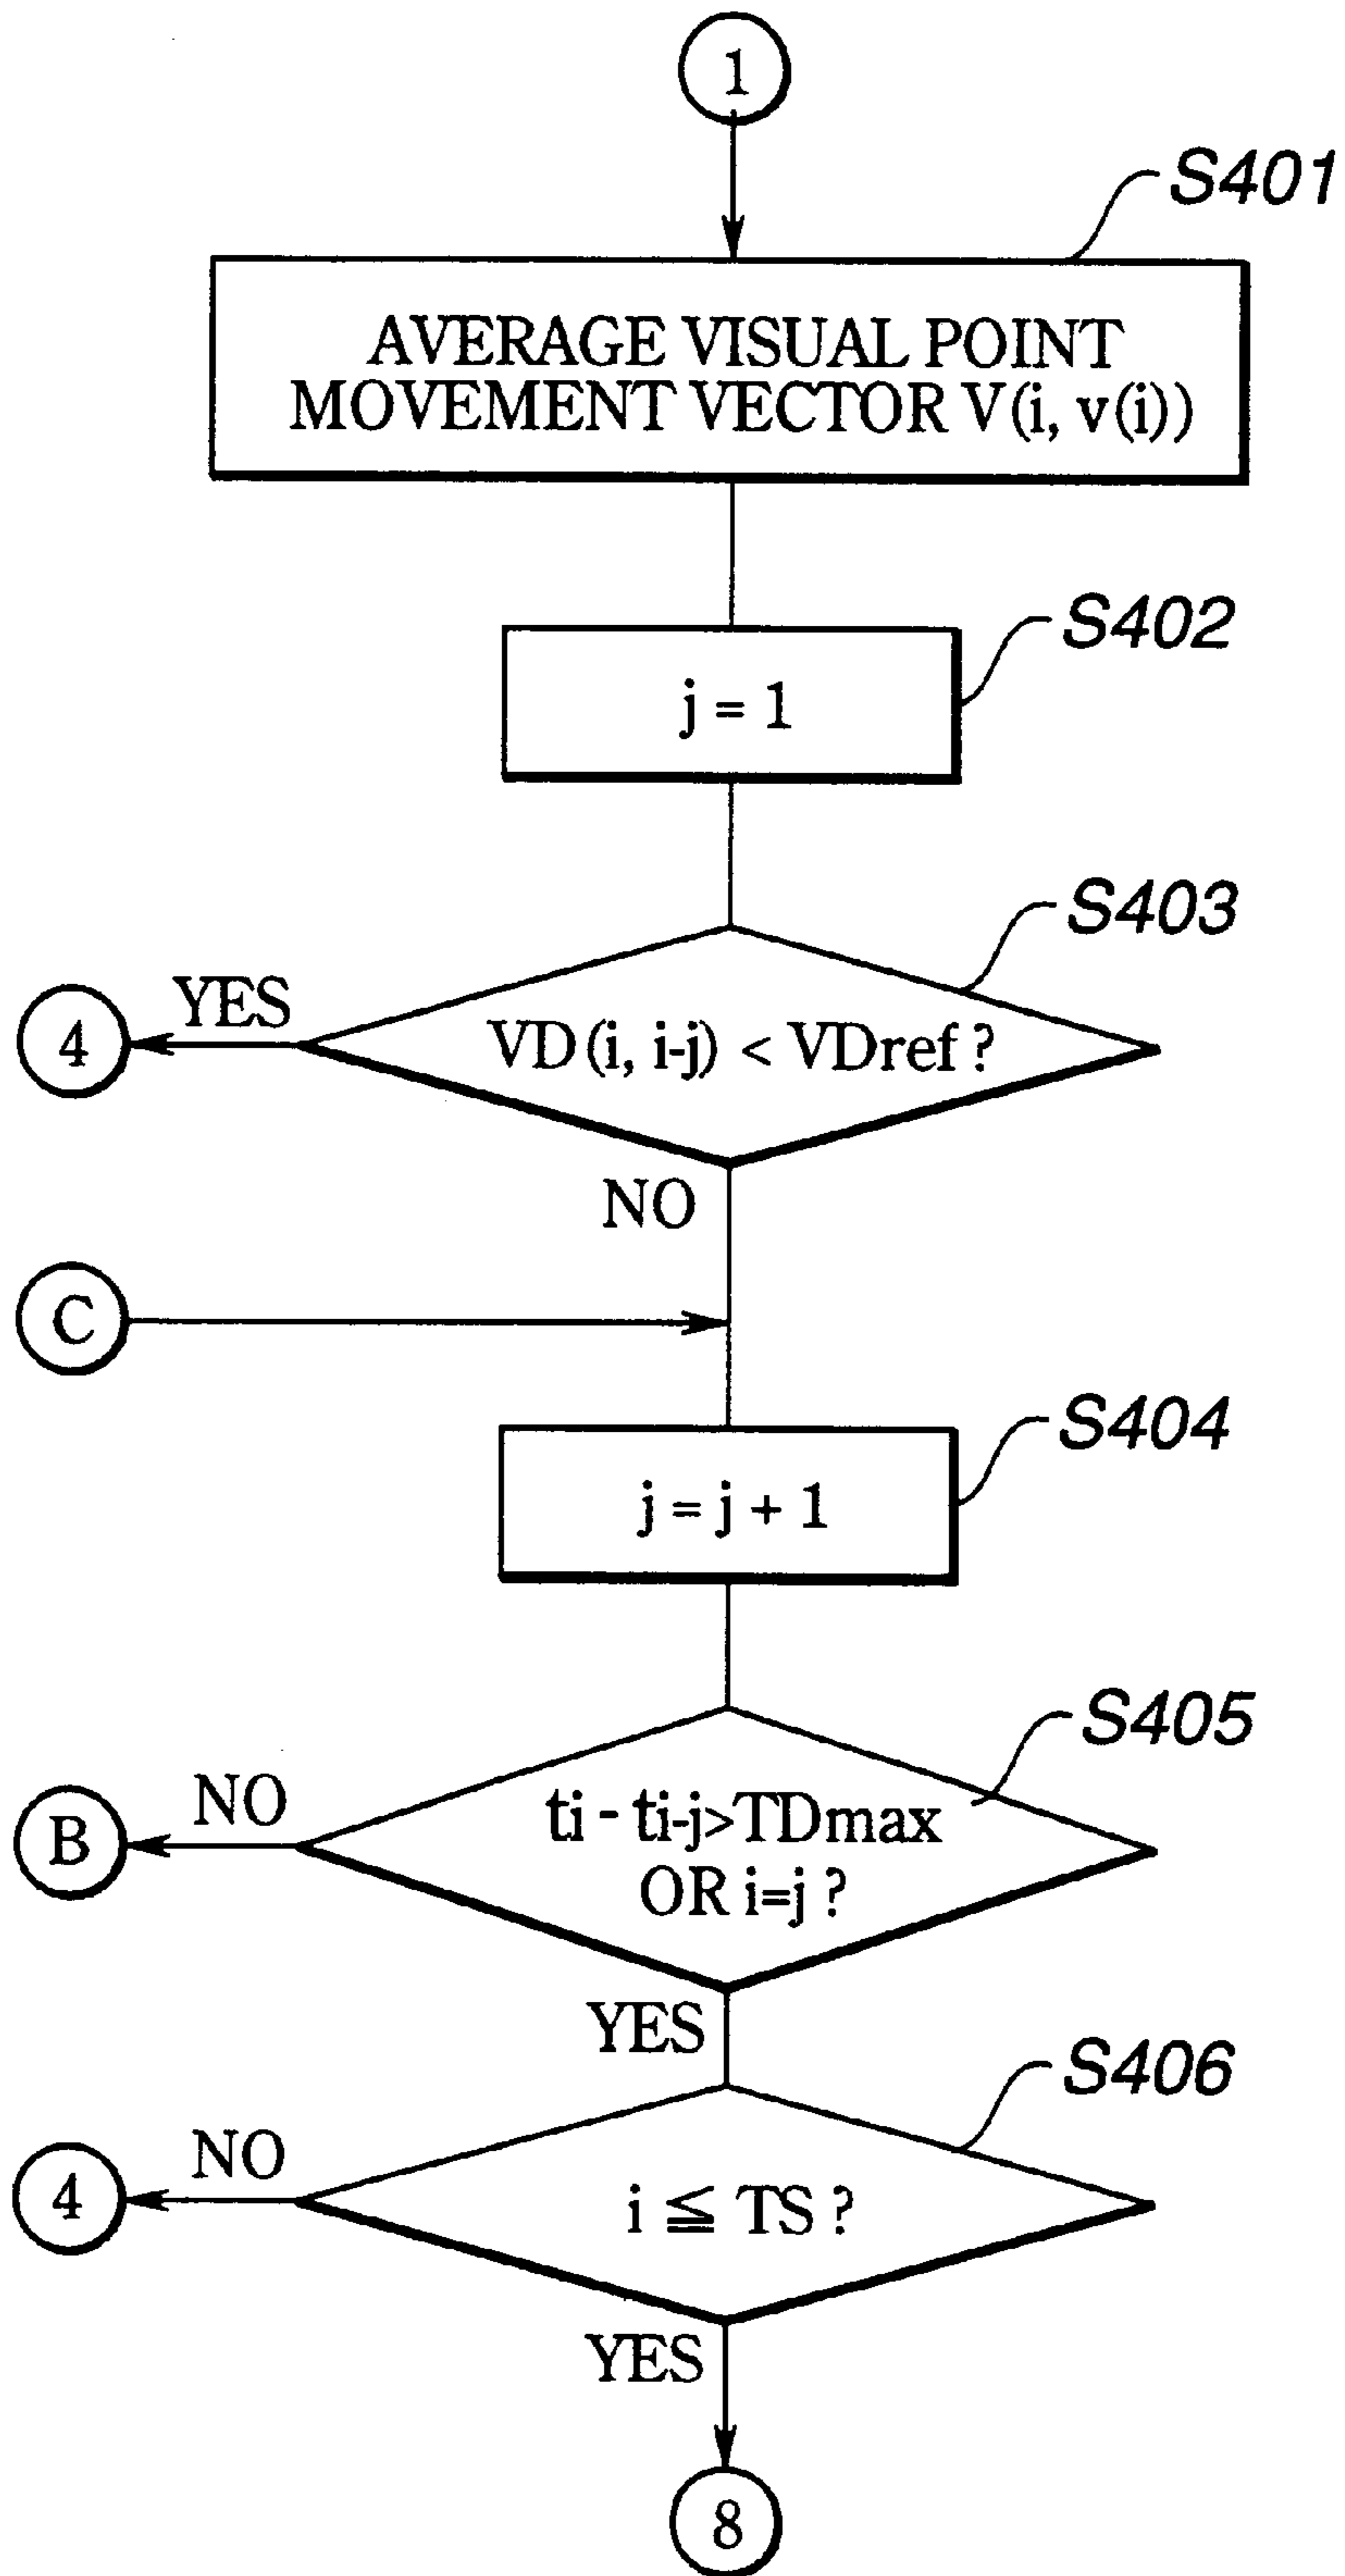 1
S401
AVERAGE VISUAL POINT
MOVEMENT VECTOR V(i, v(i))
S402
j = 1
S403
4
YES
VD(i, i-j) < VDref ?
NO
C
S404
j = j + 1
S405
B
NO
ti - ti-j>TDmax
OR i=j ?
YES
S406
4
NO
i ≦ TS ?
YES
8